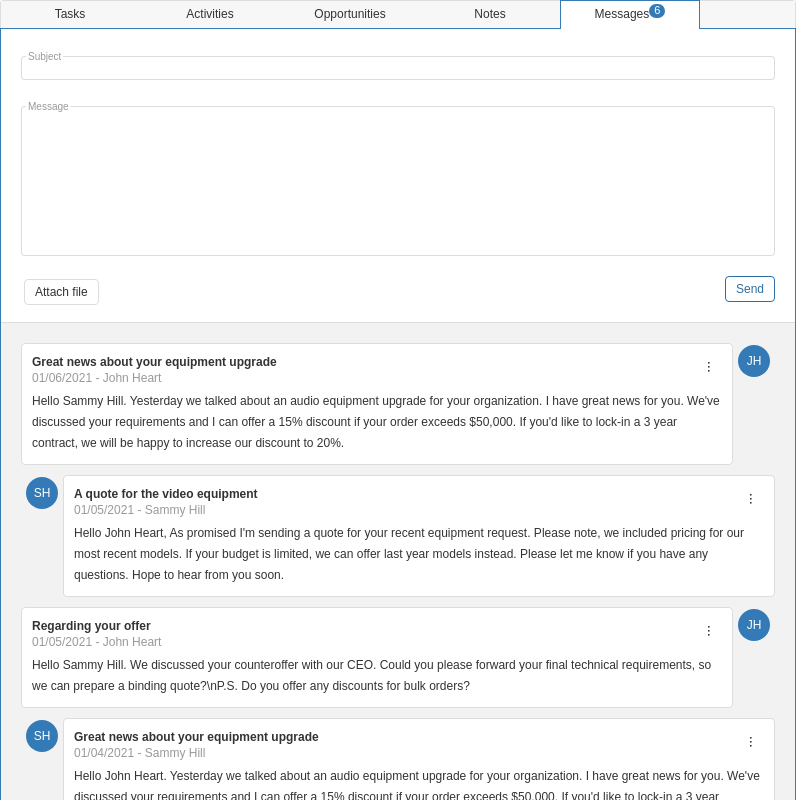 Tasks Activities Opportunities Notes Messages 6
Subject
Message
Attach file Send
Great news about your equipment upgrade
01/06/2021 - John Heart
JH
Hello Sammy Hill. Yesterday we talked about an audio equipment upgrade for your organization. I have great news for you. We've
discussed your requirements and I can offer a 15% discount if your order exceeds $50,000. If you'd like to lock-in a 3 year
contract, we will be happy to increase our discount to 20%.
SH
A quote for the video equipment
01/05/2021 - Sammy Hill
Hello John Heart, As promised I'm sending a quote for your recent equipment request. Please note, we included pricing for our
most recent models. If your budget is limited, we can offer last year models instead. Please let me know if you have any
questions. Hope to hear from you soon.
Regarding your offer
01/05/2021 - John Heart
JH
Hello Sammy Hill. We discussed your counteroffer with our CEO. Could you please forward your final technical requirements, so
we can prepare a binding quote?\nP.S. Do you offer any discounts for bulk orders?
SH
Great news about your equipment upgrade
01/04/2021 - Sammy Hill
Hello John Heart. Yesterday we talked about an audio equipment upgrade for your organization. I have great news for you. We've
discussed your requirements and I can offer a 15% discount if your order exceeds $50,000. If you'd like to lock-in a 3 year